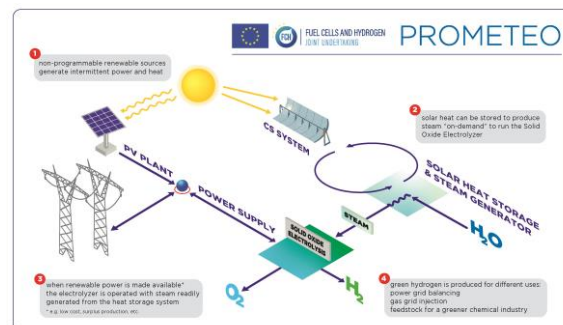 FCH
FUEL CELLS AND HYDROGEN
JOINT UNDERTAKING
PROMETEO
1
non-programmable renewable sources
generate intermittent power and heat
2
solar heat can be stored to produce
steam "on-demand" to run the Solid
Oxide Electrolyzer
CS SYSTEM
PV PLANT
SOLAR HEAT STORAGE
& STEAM GENERATOR
POWER SUPPLY
STEAM
SOLID OXIDE
ELECTROLYSIS
H2O
O2
H2
3
when renewable power is made available*
the electrolyzer is operated with steam readily
generated from the heat storage system
* e.g. low cost, surplus production, etc.
4
green hydrogen is produced for different uses:
power grid balancing
gas grid injection
feedstock for a greener chemical industry